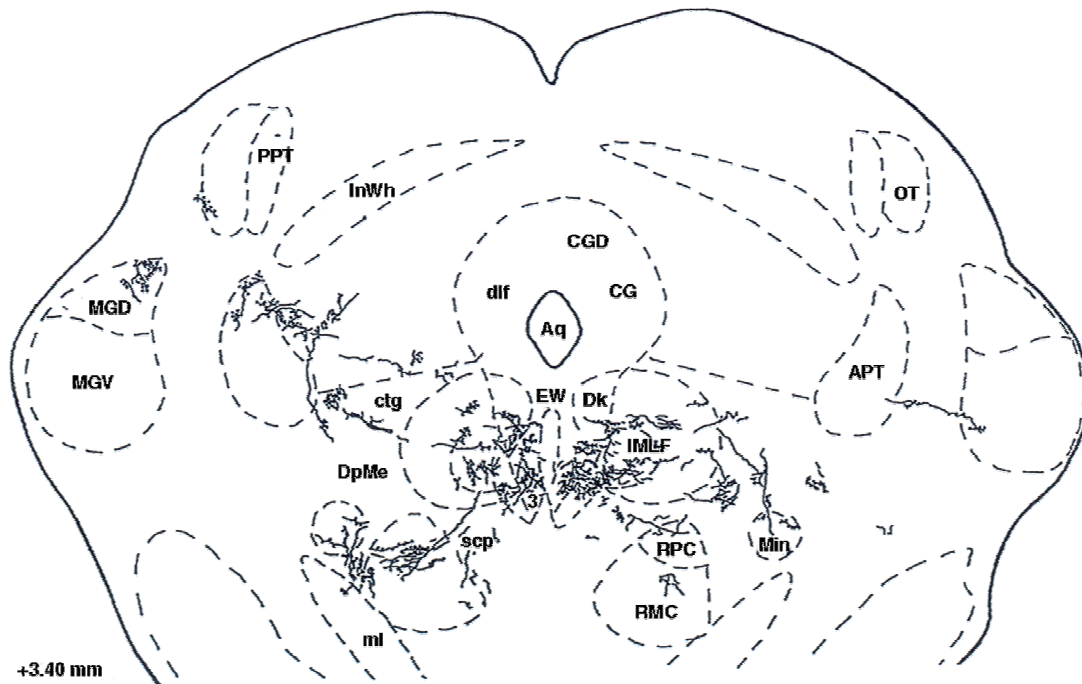 PPT
InWh
OT
CGD
dlf
CG
MGD
Aq
MGV
APT
ctg
EW
Dk
IMLF
DpMe
3
scp
RPC
Min
RMC
ml
+3.40 mm